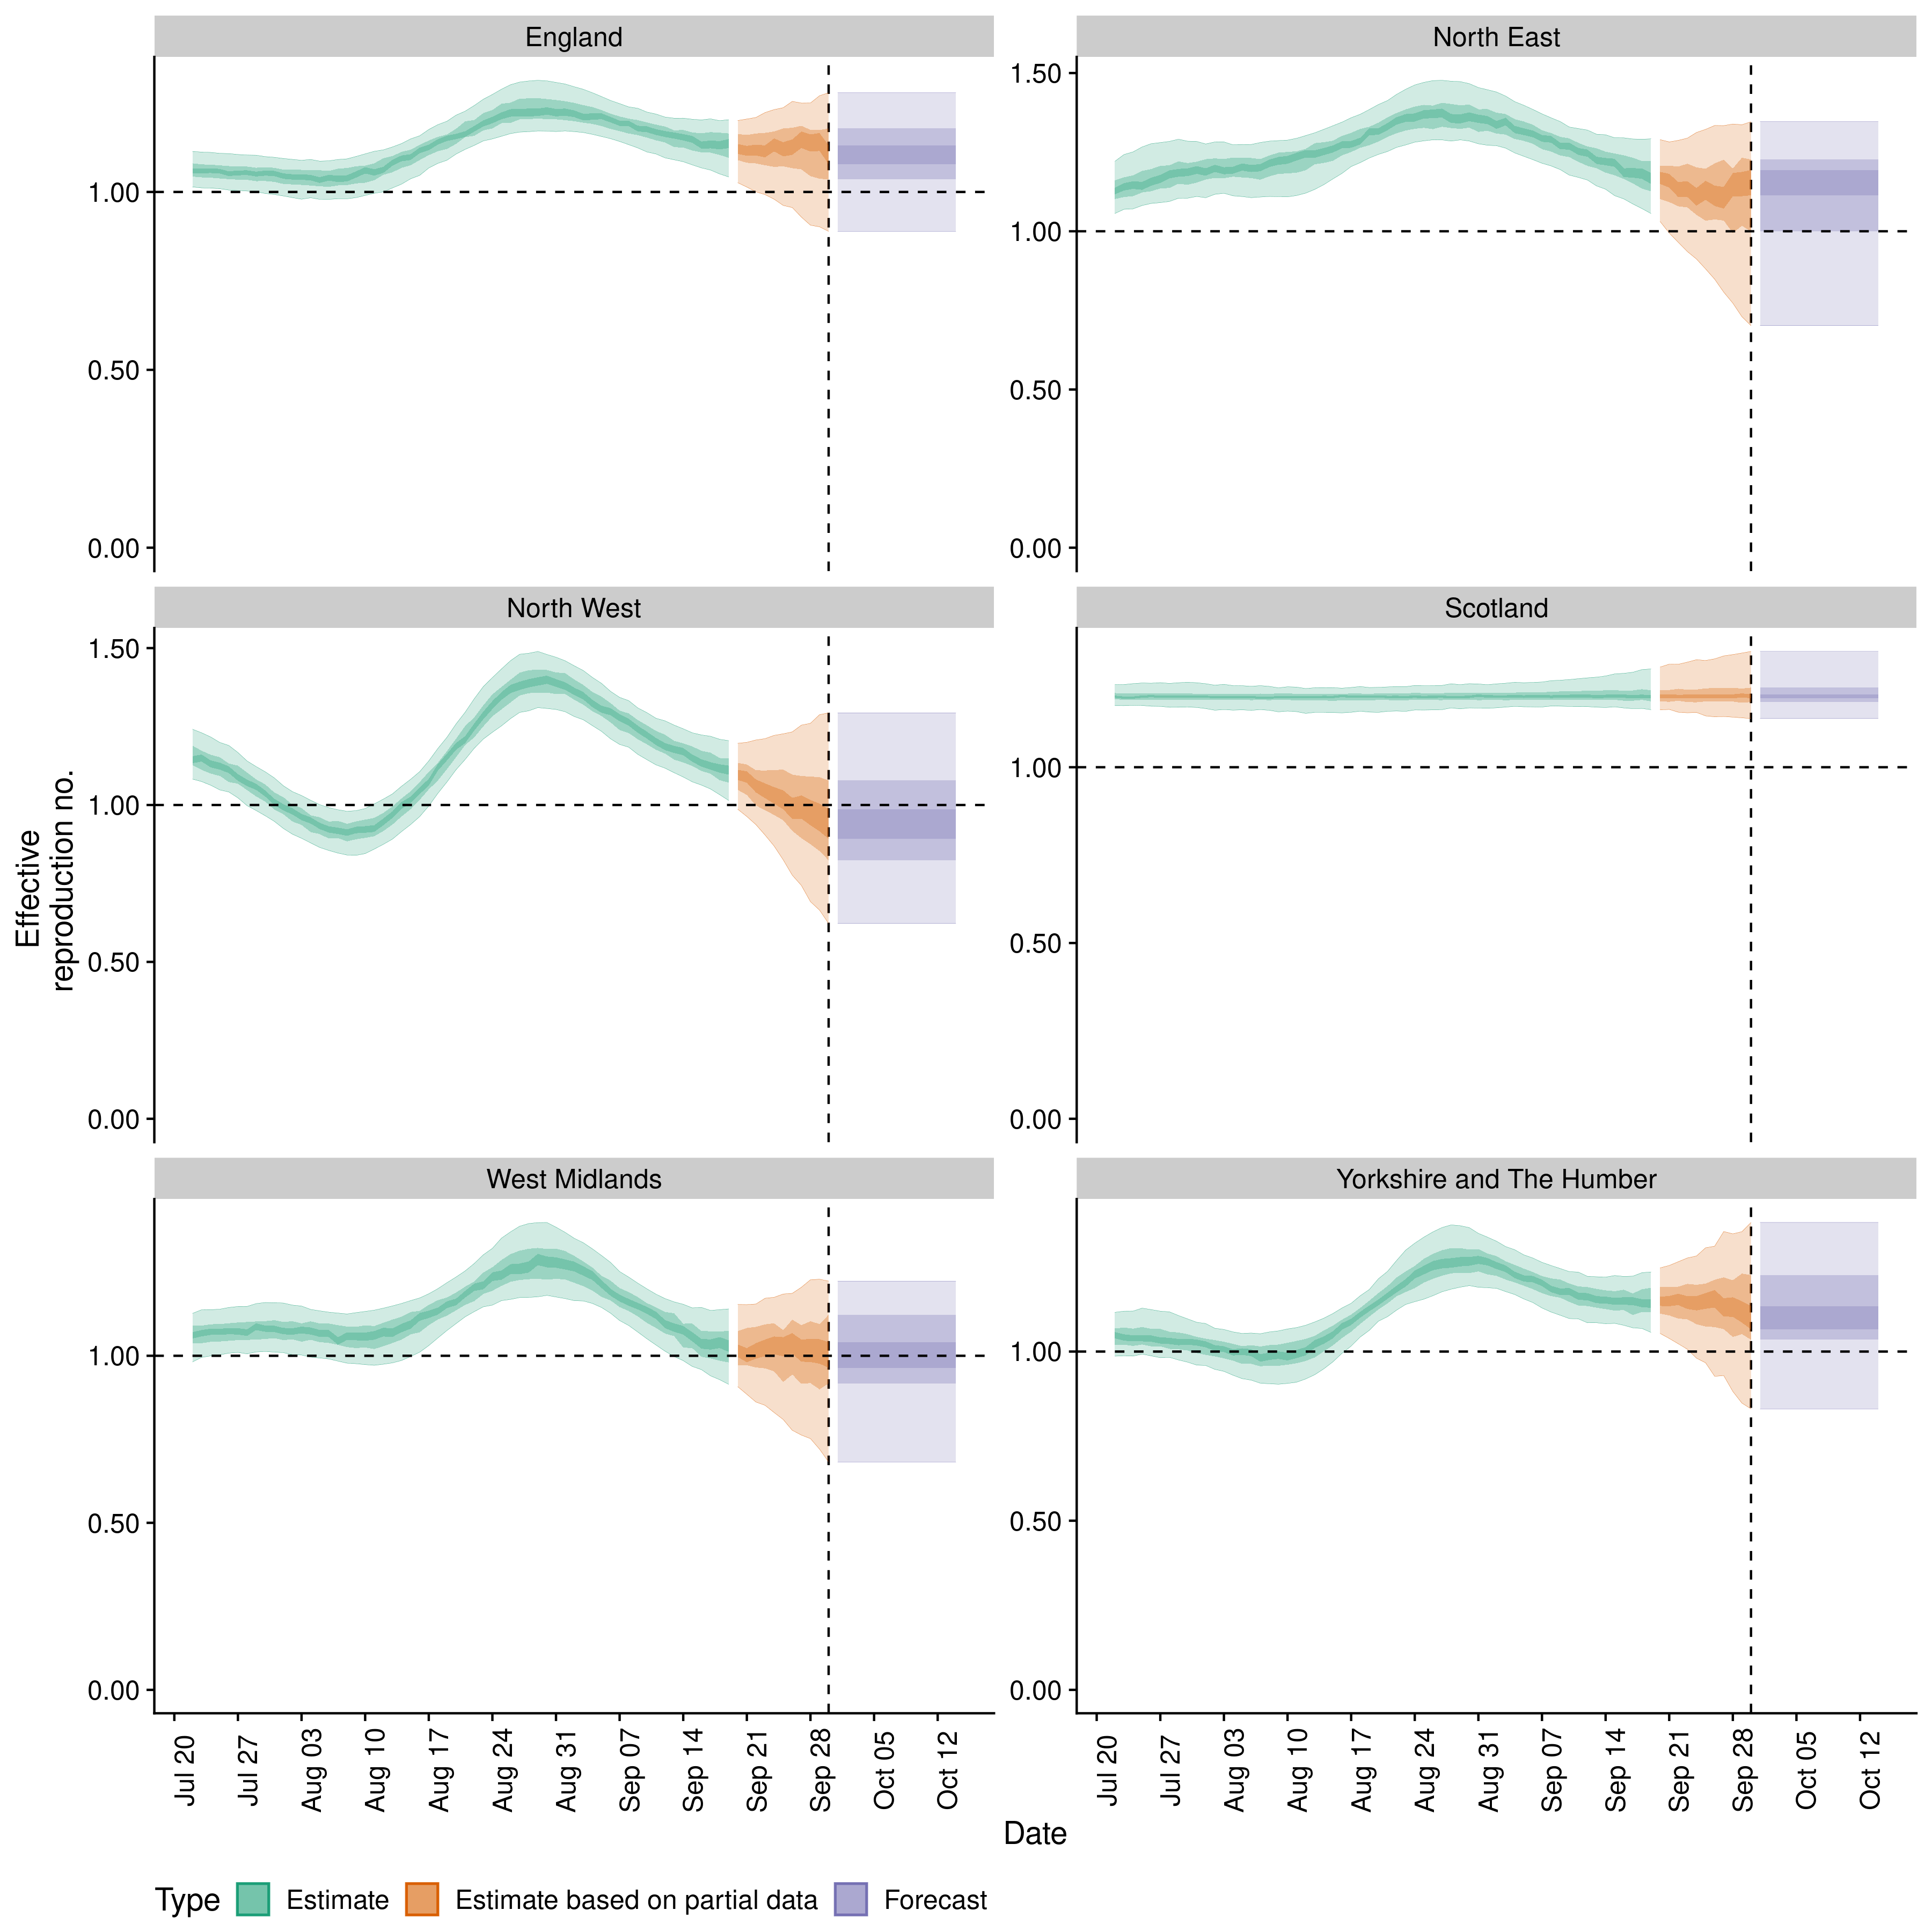 England
North East
1.00
0.50
0.00
1.50
1.00
0.50
0.00
North West
Scotland
1.50
1.00
0.50
0.00
1.00
0.50
0.00
Effective
reproduction no.
West Midlands
Yorkshire and The Humber
1.00
0.50
0.00
1.00
0.50
0.00
Jul 20
Jul 27
Aug 03
Aug 10
Aug 17
Aug 24
Aug 31
Sep 07
Sep 14
Sep 21
Sep 28
Oct 05
Oct 12
Jul 20
Jul 27
Aug 03
Aug 10
Aug 17
Aug 24
Aug 31
Sep 07
Sep 14
Sep 21
Sep 28
Oct 05
Oct 12
Date
Type Estimate Estimate based on partial data Forecast